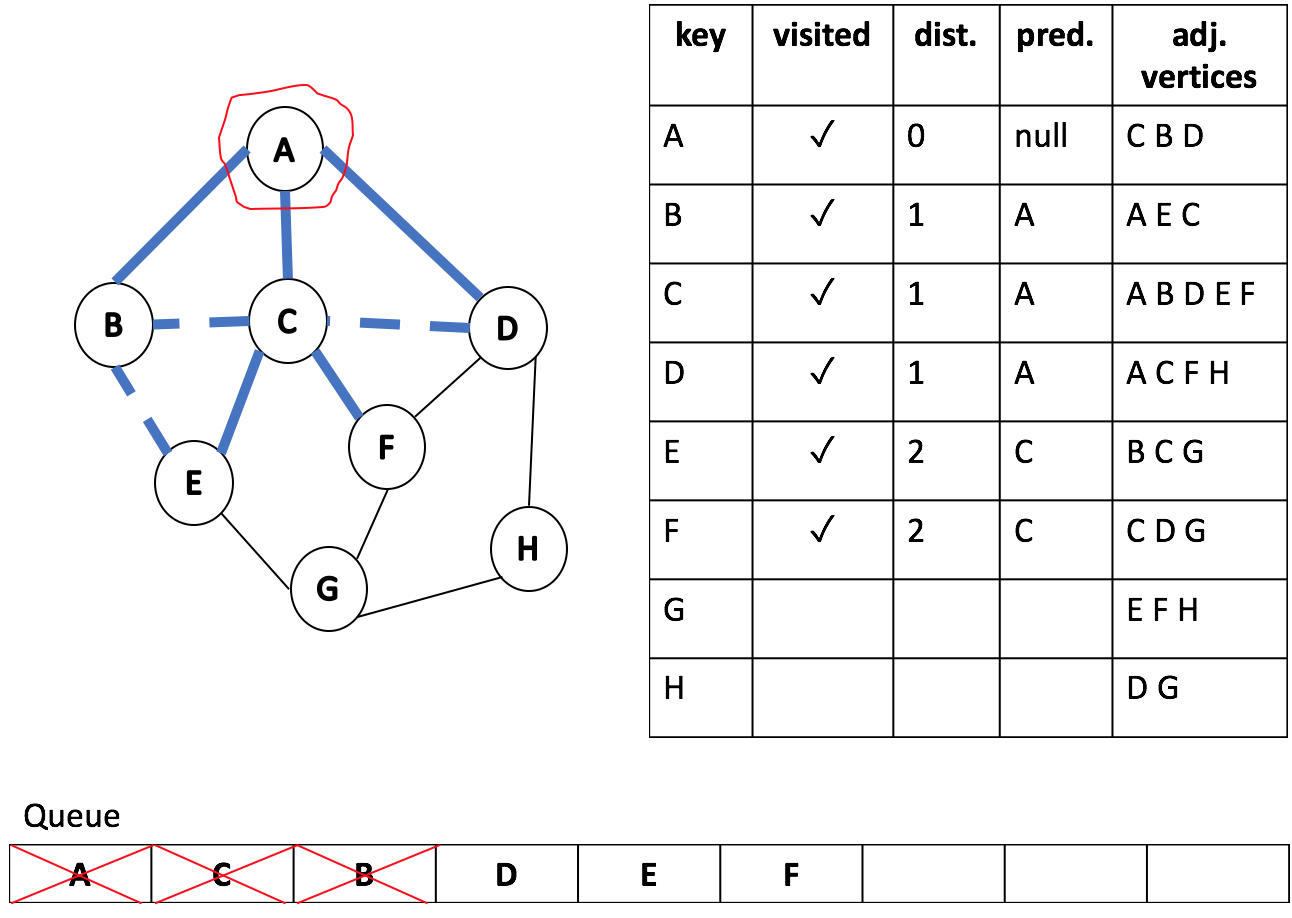 A
B
C
D
E
F
G
H
key visited dist. pred. adj. vertices
A ✓ 0 null C B D
B ✓ 1 A A E C
C ✓ 1 A A B D E F
D ✓ 1 A A C F H
E ✓ 2 C B C G
F ✓ 2 C C D G
G E F H
H D G
Queue
A C B D E F